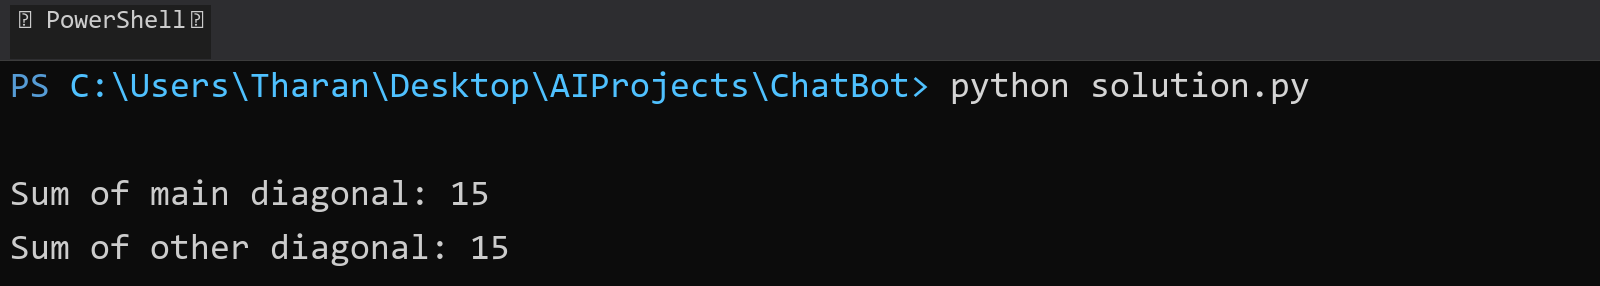 PowerShell
PS C:\Users\Tharan\Desktop\AIProjects\ChatBot> python solution.py
Sum of main diagonal: 15
Sum of other diagonal: 15